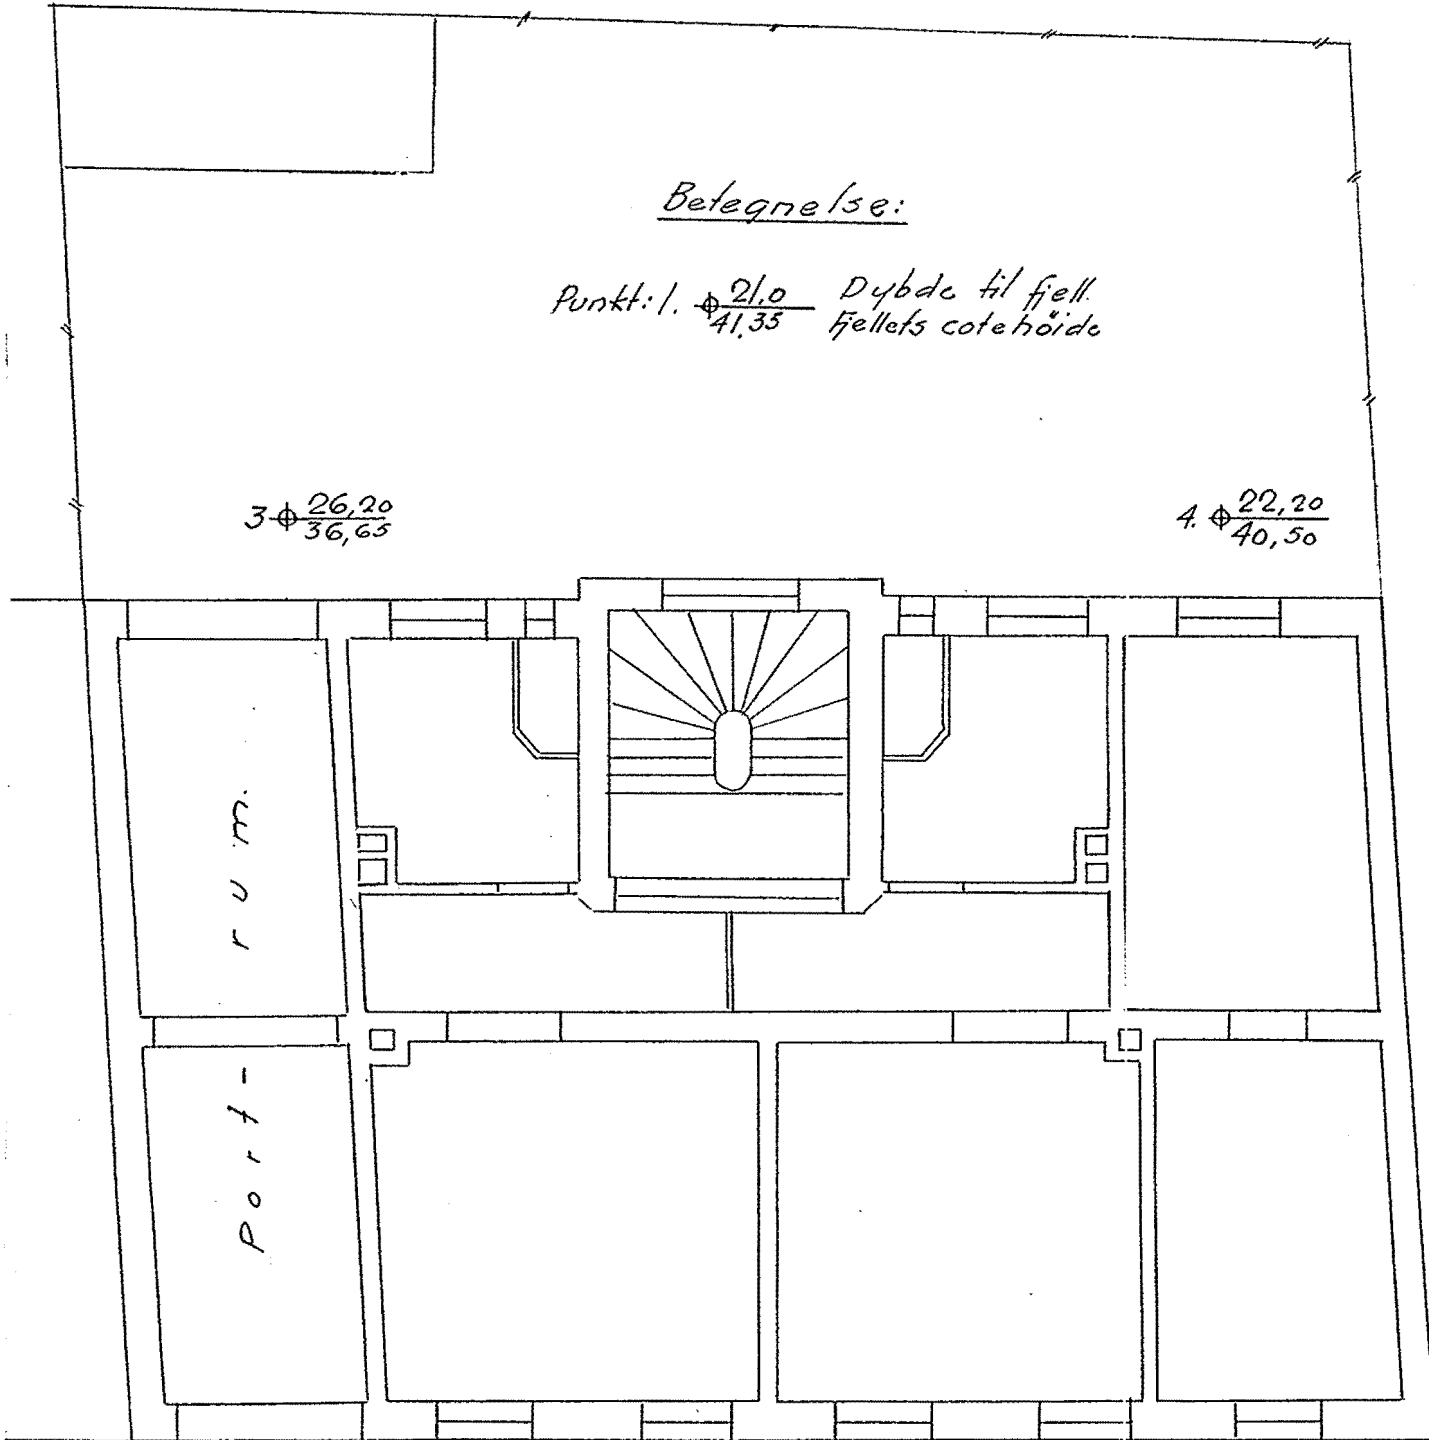 Betegnelse:
Punkt: 1. 21,0 Dybde til fjell.
41,35 Fjellets cotehöide
3 26,20
36,65
4. 22,20
40,50
Port-rum.